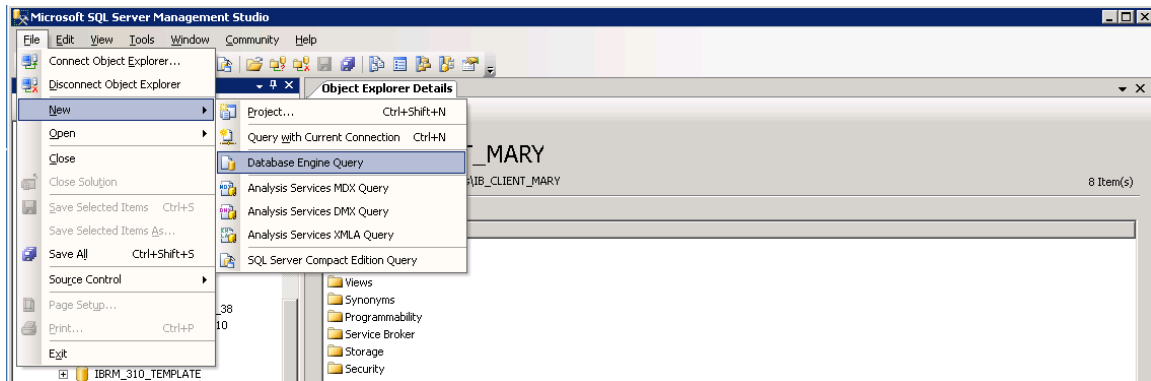 Microsoft SQL Server Management Studio
File Edit View Tools Window Community Help
Connect Object Explorer...
Disconnect Object Explorer
Object Explorer Details
New
Project... Ctrl+Shift+N
Open
Query with Current Connection Ctrl+N
Close
Database Engine Query
T_MARY
\IB_CLIENT_MARY
8 Item(s)
Close Solution
Analysis Services MDX Query
Save Selected Items Ctrl+S
Analysis Services DMX Query
Save Selected Items As...
Analysis Services XMLA Query
Save All Ctrl+Shift+S
SQL Server Compact Edition Query
Source Control
Views
Page Setup...
_38
Synonyms
Programmability
Print... Ctrl+P
10
Service Broker
Exit
Storage
IBRM_310_TEMPLATE
Security